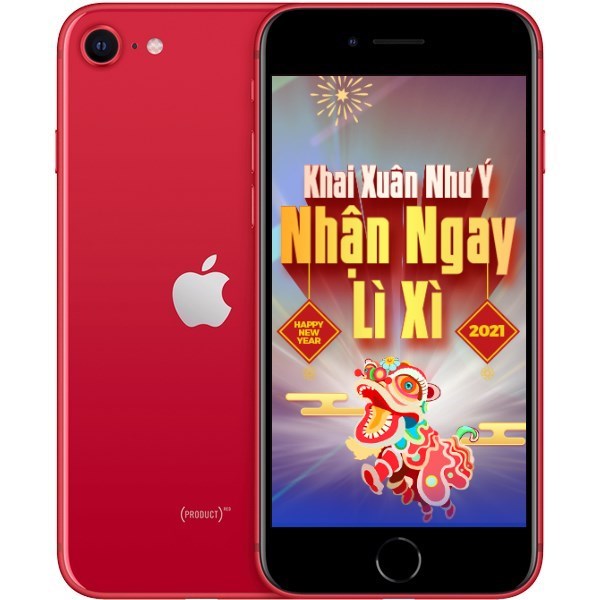 Khai Xuân Như Ý
Nhận Ngay
Lì Xì
HAPPY
NEW
YEAR
2021
(PRODUCT)RED